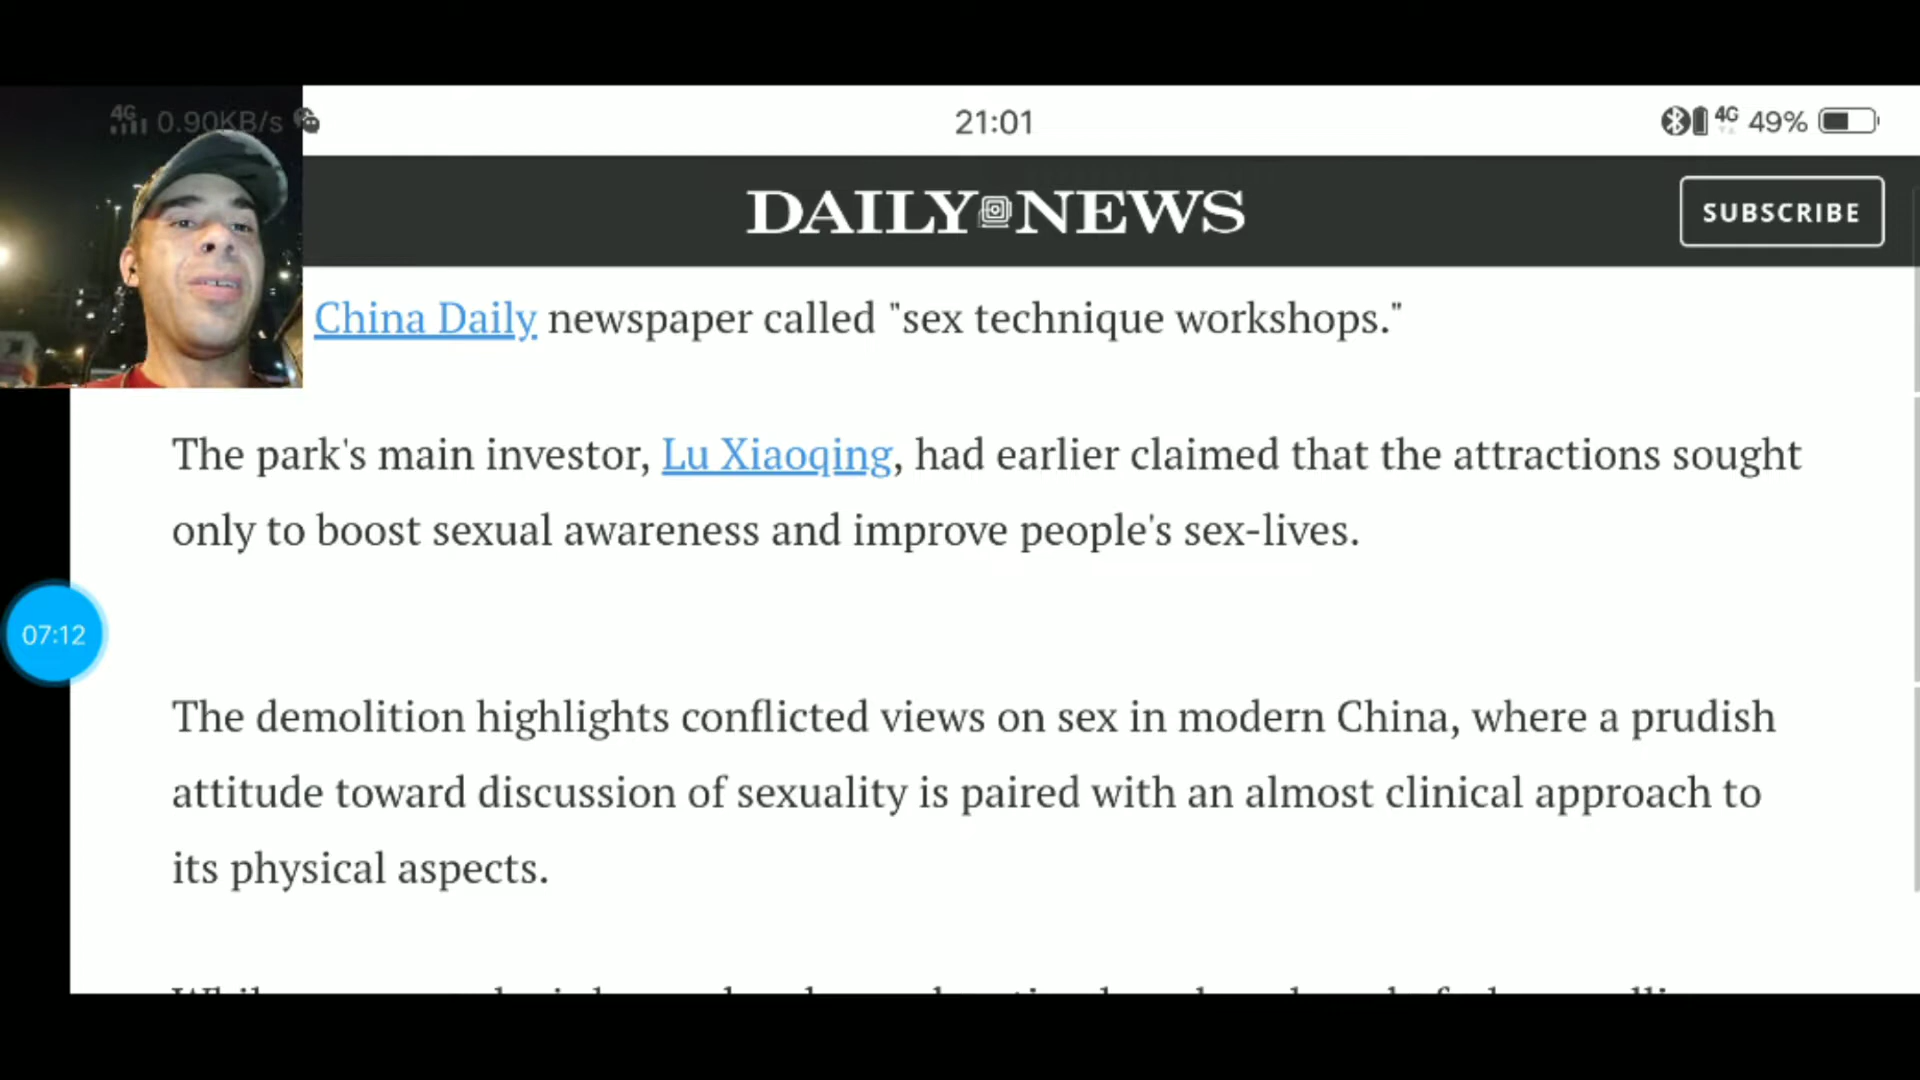 4G 0.90KB/s 21:01 4G 49%
DAILY NEWS SUBSCRIBE
China Daily newspaper called "sex technique workshops."
The park's main investor, Lu Xiaoqing, had earlier claimed that the attractions sought
only to boost sexual awareness and improve people's sex-lives.
07:12
The demolition highlights conflicted views on sex in modern China, where a prudish
attitude toward discussion of sexuality is paired with an almost clinical approach to
its physical aspects.